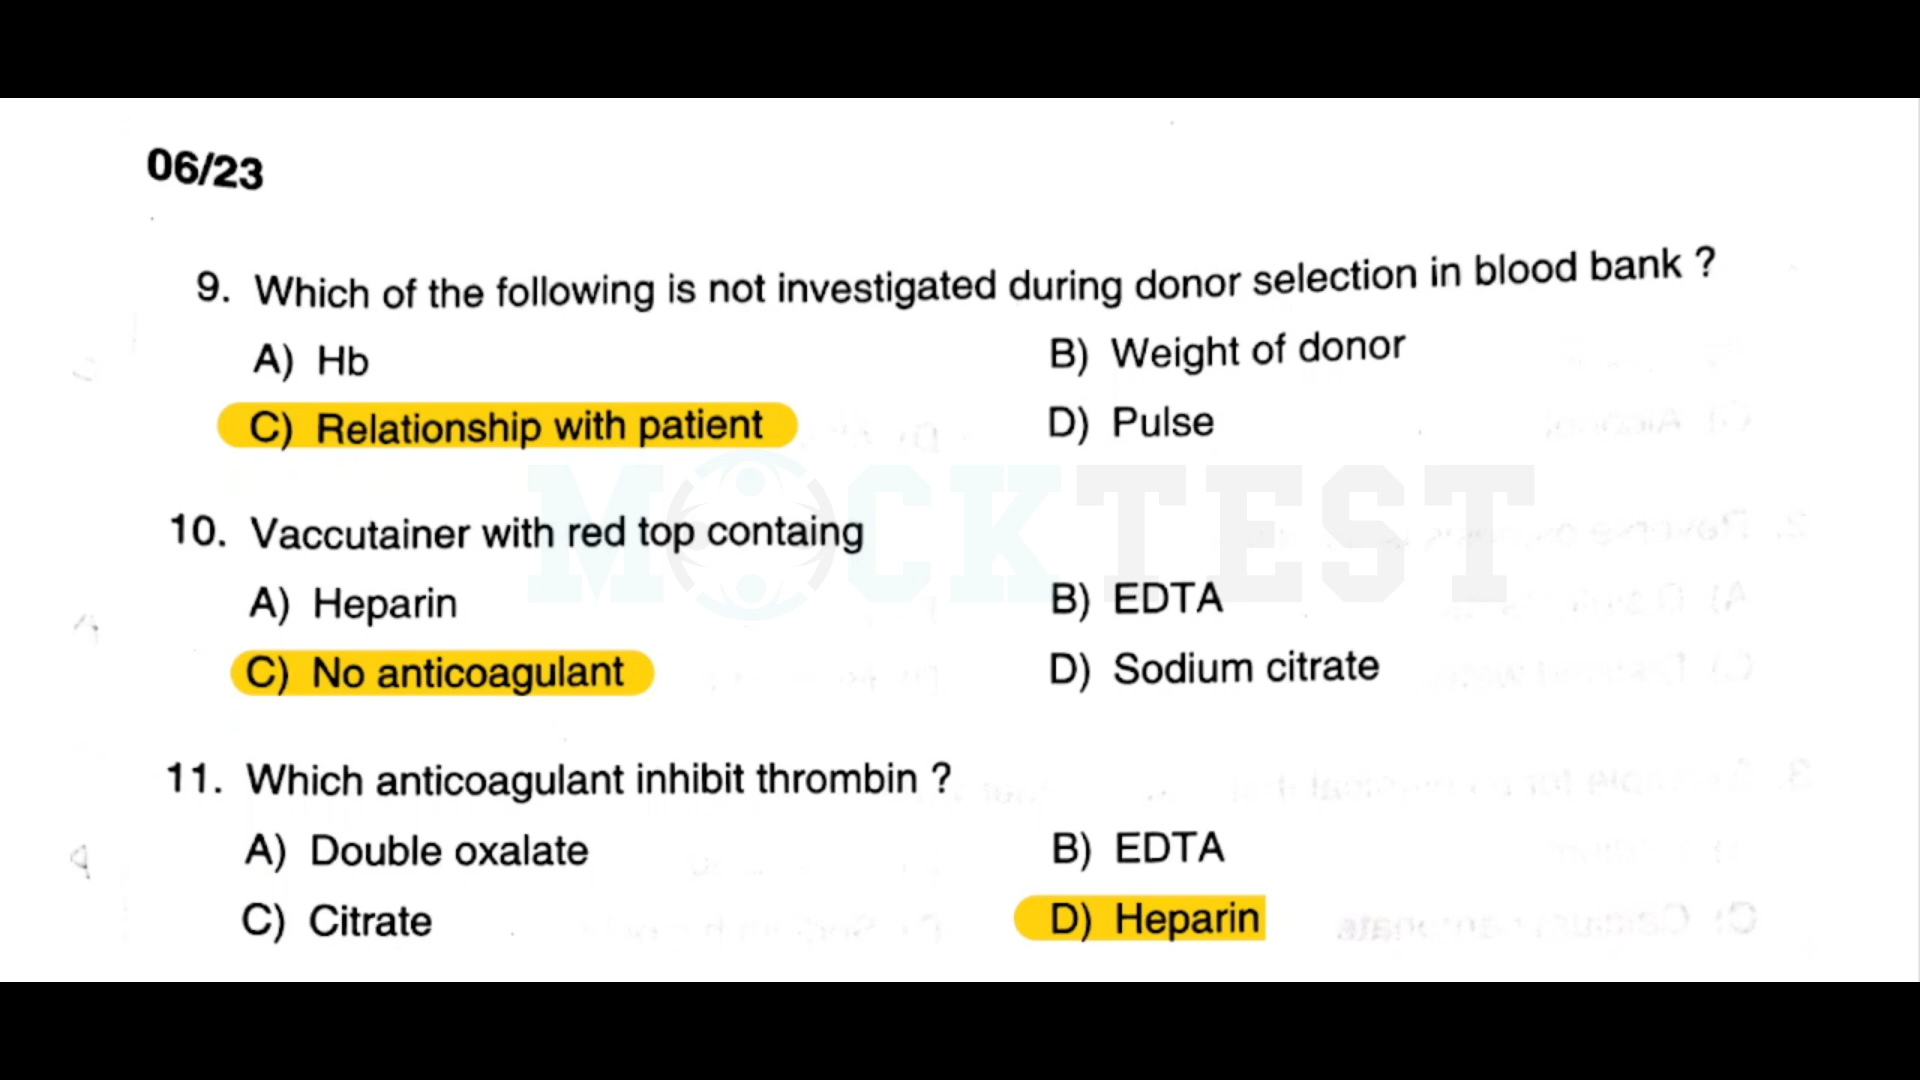 06/23
9. Which of the following is not investigated during donor selection in blood bank ?
A) Hb
B) Weight of donor
C) Relationship with patient
D) Pulse
MOCKTEST
10. Vaccutainer with red top containg
A) Heparin
B) EDTA
C) No anticoagulant
D) Sodium citrate
11. Which anticoagulant inhibit thrombin ?
A) Double oxalate
B) EDTA
C) Citrate
D) Heparin